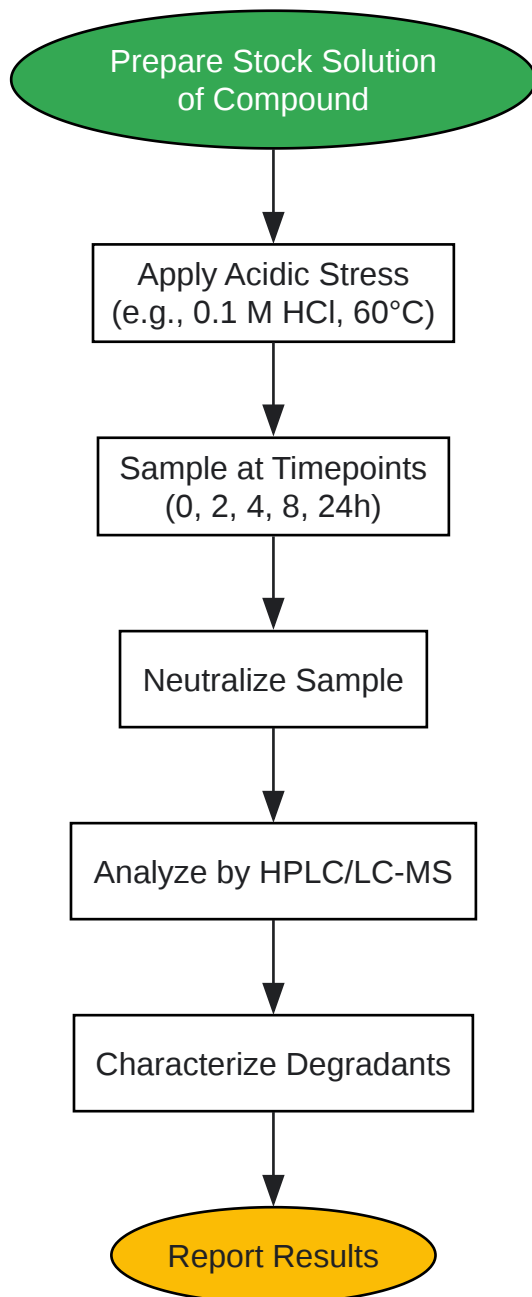 Prepare Stock Solution
of Compound
Apply Acidic Stress
(e.g., 0.1 M HCl, 60°C)
Sample at Timepoints
(0, 2, 4, 8, 24h)
Neutralize Sample
Analyze by HPLC/LC-MS
Characterize Degradants
Report Results